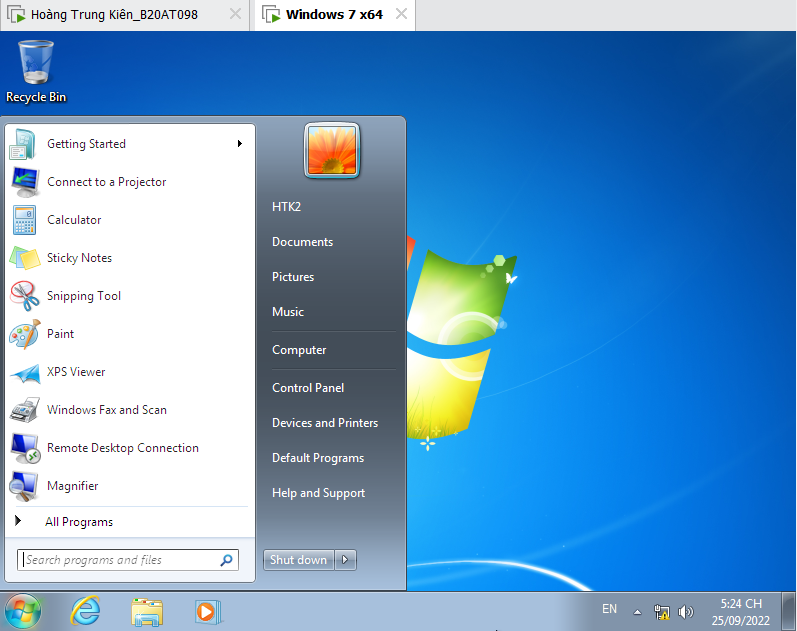 Hoàng Trung Kiên_B20AT098
Windows 7 x64
Recycle Bin
Getting Started
Connect to a Projector
Calculator
Sticky Notes
Snipping Tool
Paint
XPS Viewer
Windows Fax and Scan
Remote Desktop Connection
Magnifier
All Programs
Search programs and files
HTK2
Documents
Pictures
Music
Computer
Control Panel
Devices and Printers
Default Programs
Help and Support
Shut down
EN
5:24 CH
25/09/2022